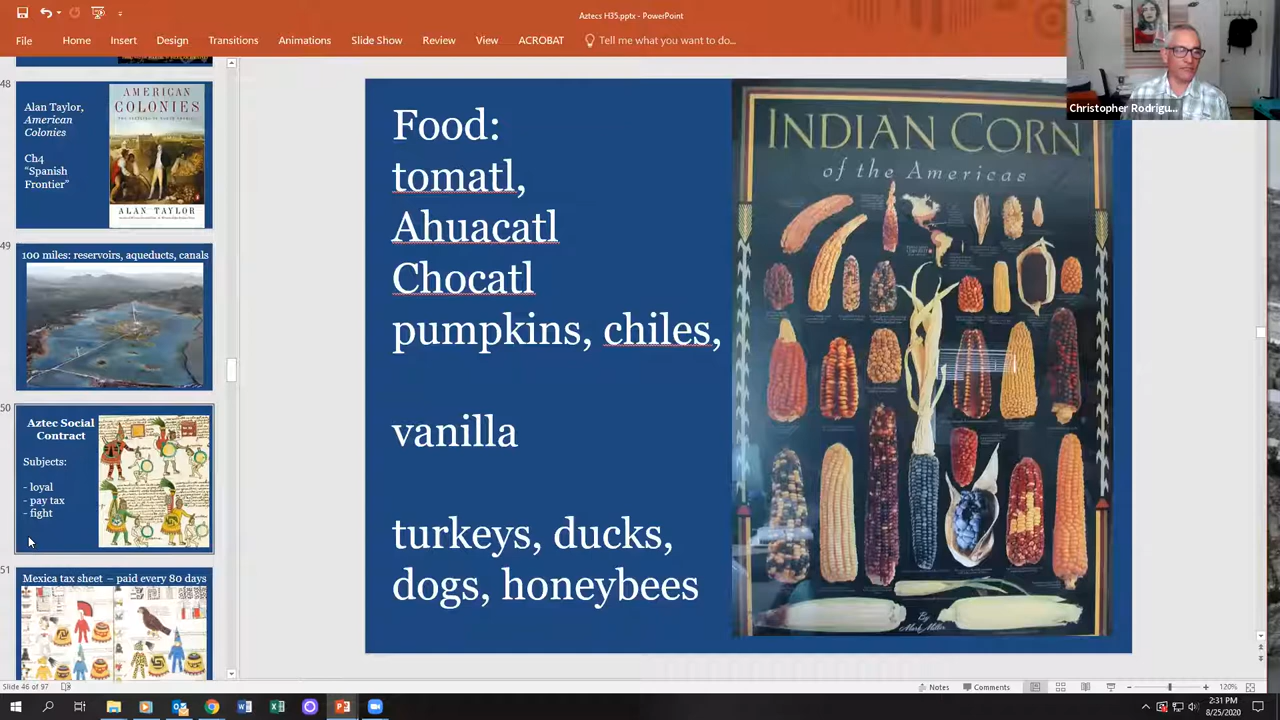 Aztecs H35.pptx - PowerPoint
File Home Insert Design Transitions Animations Slide Show Review View ACROBAT Tell me what you want to do...
Christopher Rodrigu...
48
Alan Taylor,
American
Colonies
Ch4
“Spanish
Frontier”
AMERICAN
COLONIES
ALAN TAYLOR
49
100 miles: reservoirs, aqueducts, canals
50
Aztec Social
Contract
Subjects:
- loyal
- pay tax
- fight
51
Mexica tax sheet – paid every 80 days
Food:
tomatl,
Ahuacatl
Chocatl
pumpkins, chiles,
vanilla
turkeys, ducks,
dogs, honeybees
INDIAN CORN
of the Americas
By
Mark Miller
Slide 46 of 97
Notes Comments 120%
2:31 PM
8/25/2020